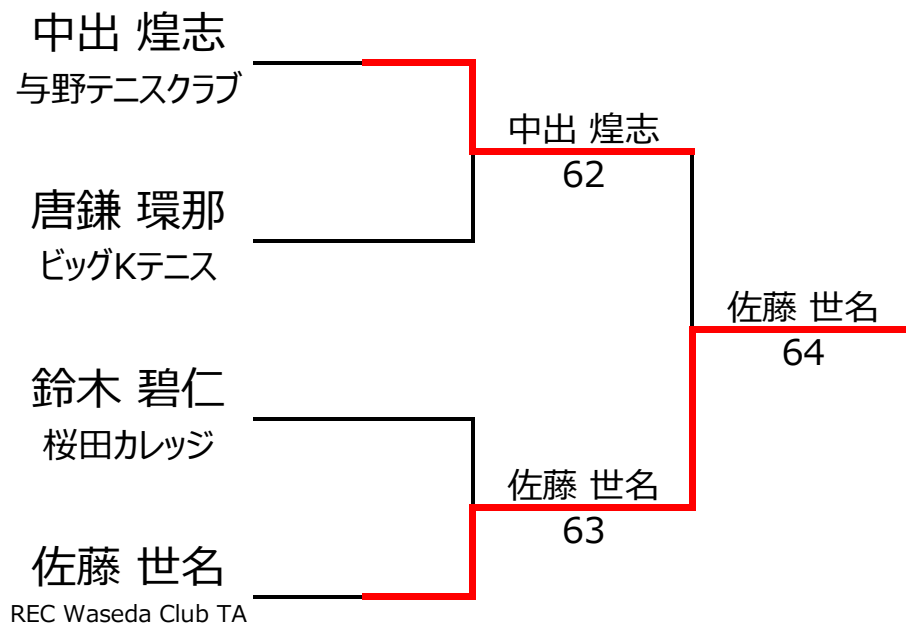 中出 煌志
与野テニスクラブ
中出 煌志
62
唐鎌 環那
ビッグKテニス
佐藤 世名
64
鈴木 碧仁
桜田カレッジ
佐藤 世名
63
佐藤 世名
REC Waseda Club TA